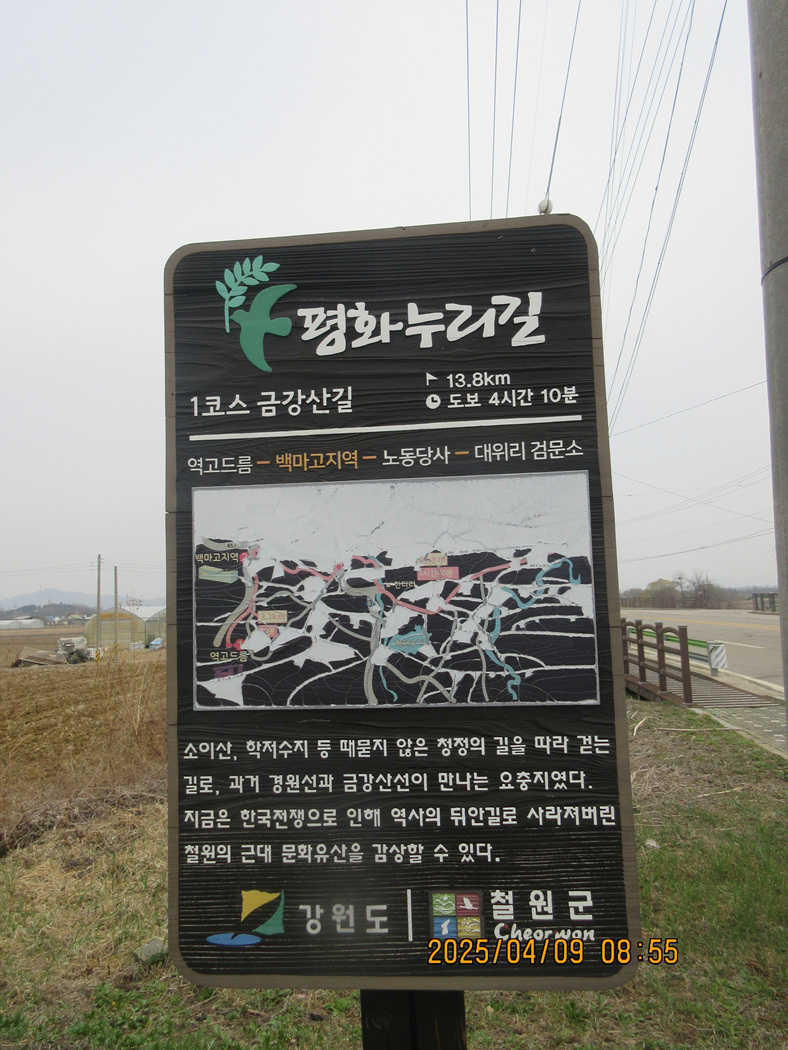 평화누리길
1코스 금강산길
13.8km
도보 4시간 10분
역고드름 - 백마고지역 - 노동당사 - 대위리 검문소
백마고지역
역고드름
소이산, 학저수지 등 때묻지 않은 청정의 길을 따라 걷는
길로, 과거 경원선과 금강산선이 만나는 요충지였다.
지금은 한국전쟁으로 인해 역사의 뒤안길로 사라져버린
철원의 근대 문화유산을 감상할 수 있다.
강원도
철원군
Cheorwon
2025/04/09 08:55